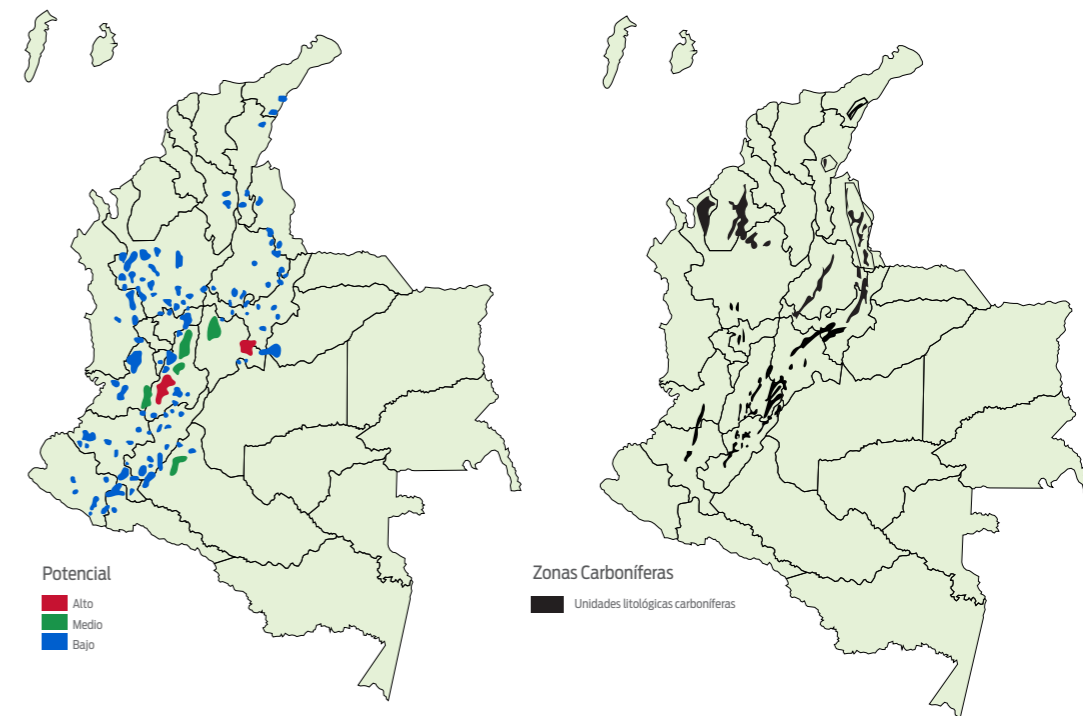 Potencial
Alto
Medio
Bajo
Zonas Carboníferas
Unidades litológicas carboníferas